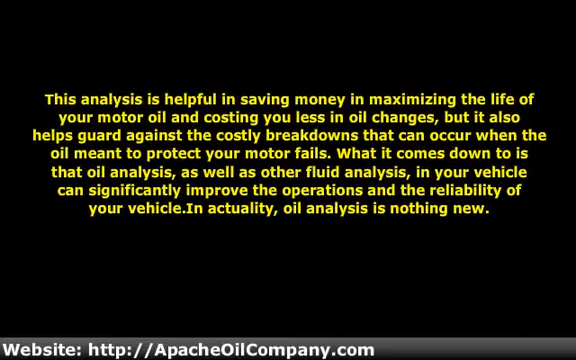 This analysis is helpful in saving money in maximizing the life of
your motor oil and costing you less in oil changes, but it also
helps guard against the costly breakdowns that can occur when the
oil meant to protect your motor fails. What it comes down to is
that oil analysis, as well as other fluid analysis, in your vehicle
can significantly improve the operations and the reliability of
your vehicle.In actuality, oil analysis is nothing new.
Website: http://ApacheOilCompany.com